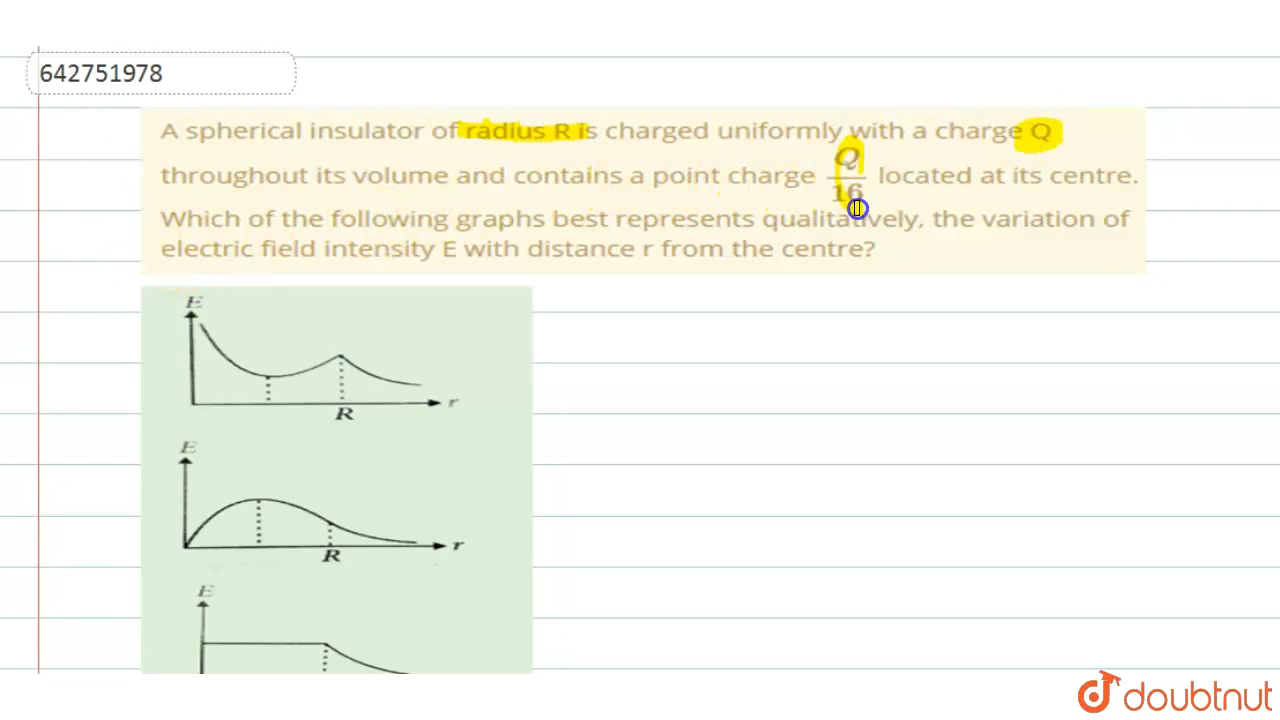 642751978
A spherical insulator of radius R is charged uniformly with a charge Q
throughout its volume and contains a point charge Q/16 located at its centre.
Which of the following graphs best represents qualitatively, the variation of
electric field intensity E with distance r from the centre?
E
r
R
E
r
R
E
doubtnut